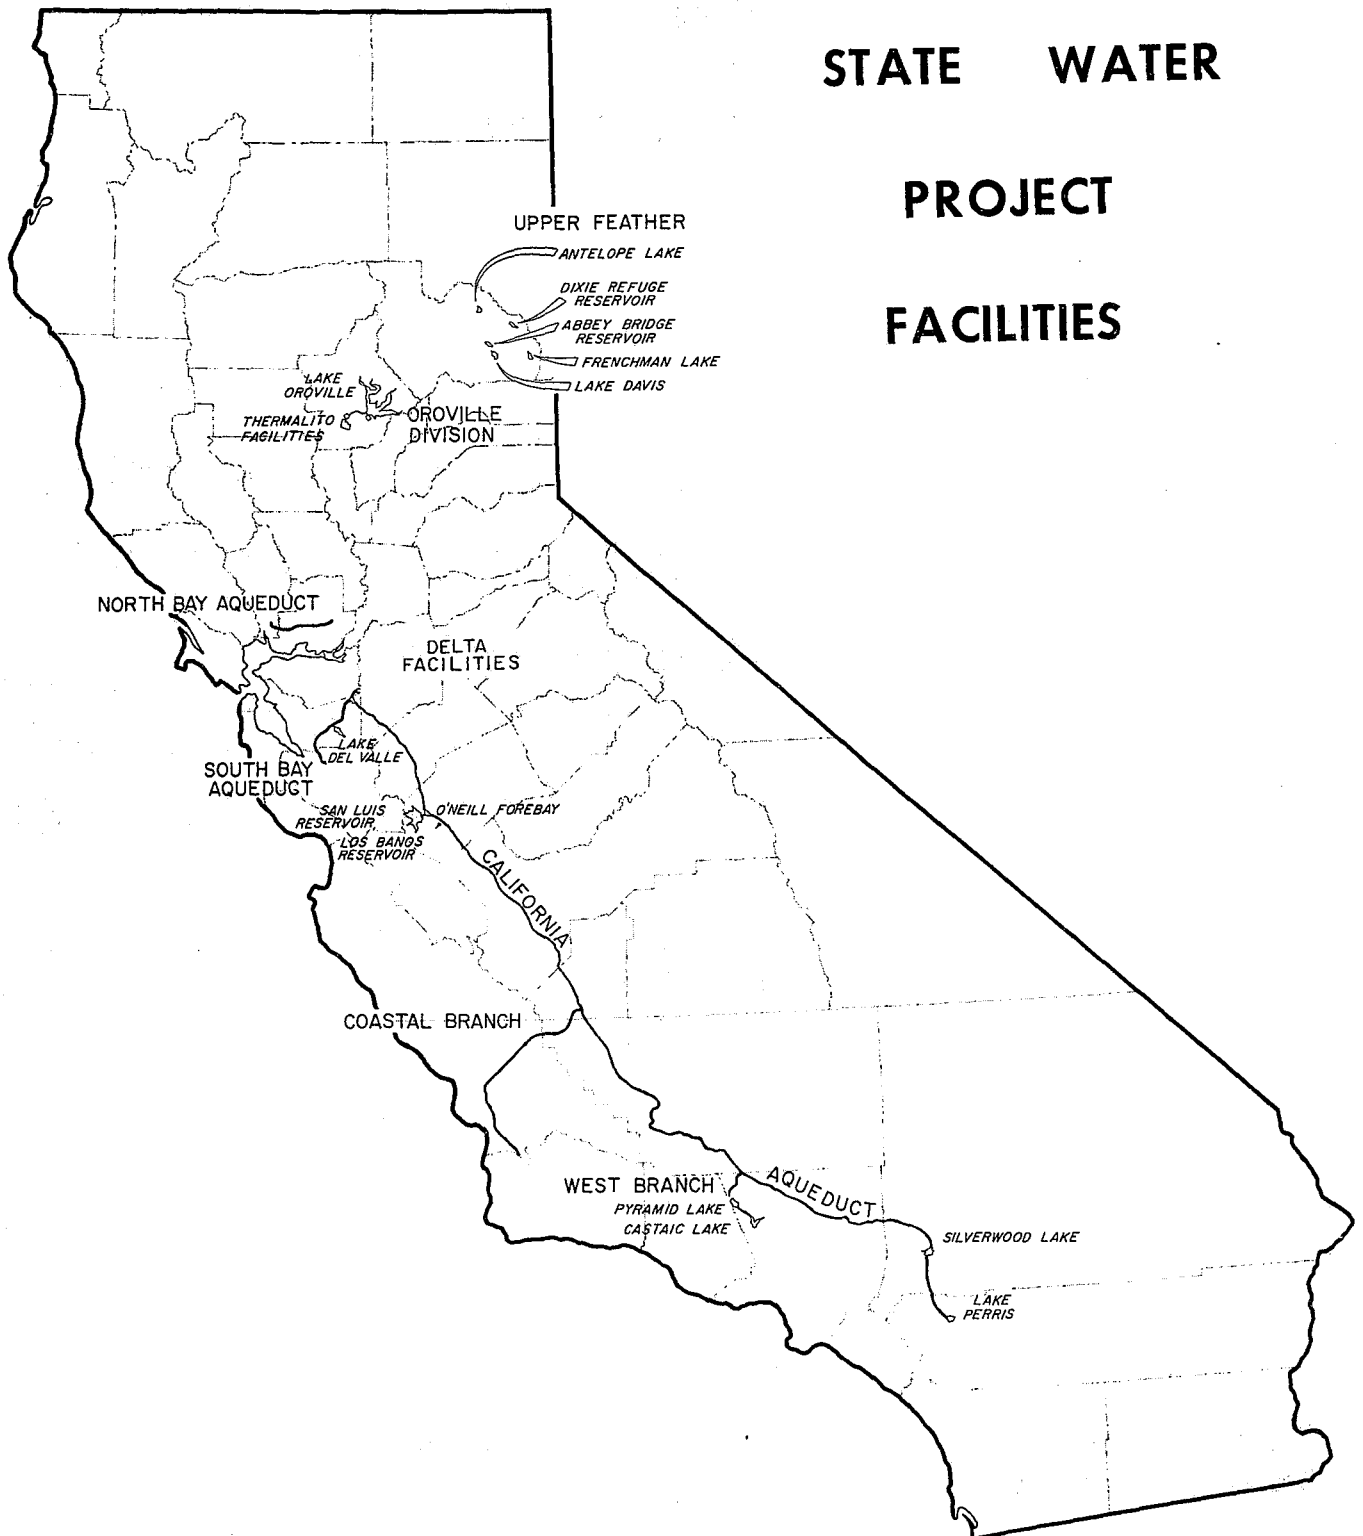 STATE WATER
PROJECT
FACILITIES
UPPER FEATHER
ANTELOPE LAKE
DIXIE REFUGE
RESERVOIR
ABBEY BRIDGE
RESERVOIR
FRENCHMAN LAKE
LAKE DAVIS
LAKE
OROVILLE
THERMALITO
FACILITIES
OROVILLE
DIVISION
NORTH BAY AQUEDUCT
DELTA
FACILITIES
LAKE
DEL VALLE
SOUTH BAY
AQUEDUCT
SAN LUIS
RESERVOIR
O'NEILL FOREBAY
LOS BANOS
RESERVOIR
CALIFORNIA
COASTAL BRANCH
WEST BRANCH
AQUEDUCT
PYRAMID LAKE
CASTAIC LAKE
SILVERWOOD LAKE
LAKE
PERRIS